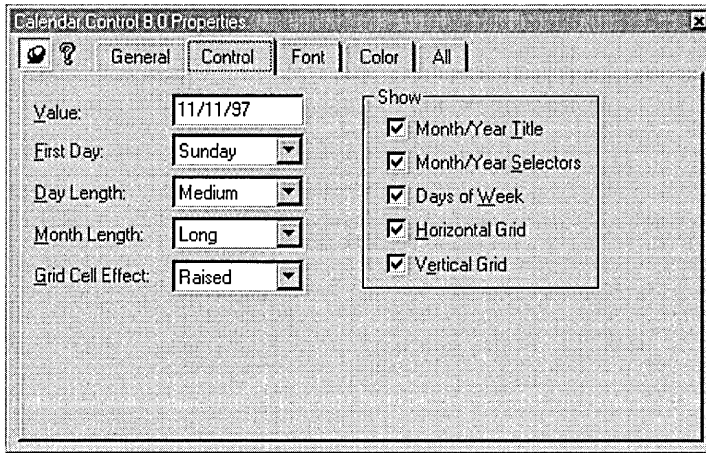 Calendar Control 8.0 Properties
General Control Font Color All
Value: 11/11/97
First Day: Sunday
Day Length: Medium
Month Length: Long
Grid Cell Effect: Raised
Show
Month/Year Title
Month/Year Selectors
Days of Week
Horizontal Grid
Vertical Grid